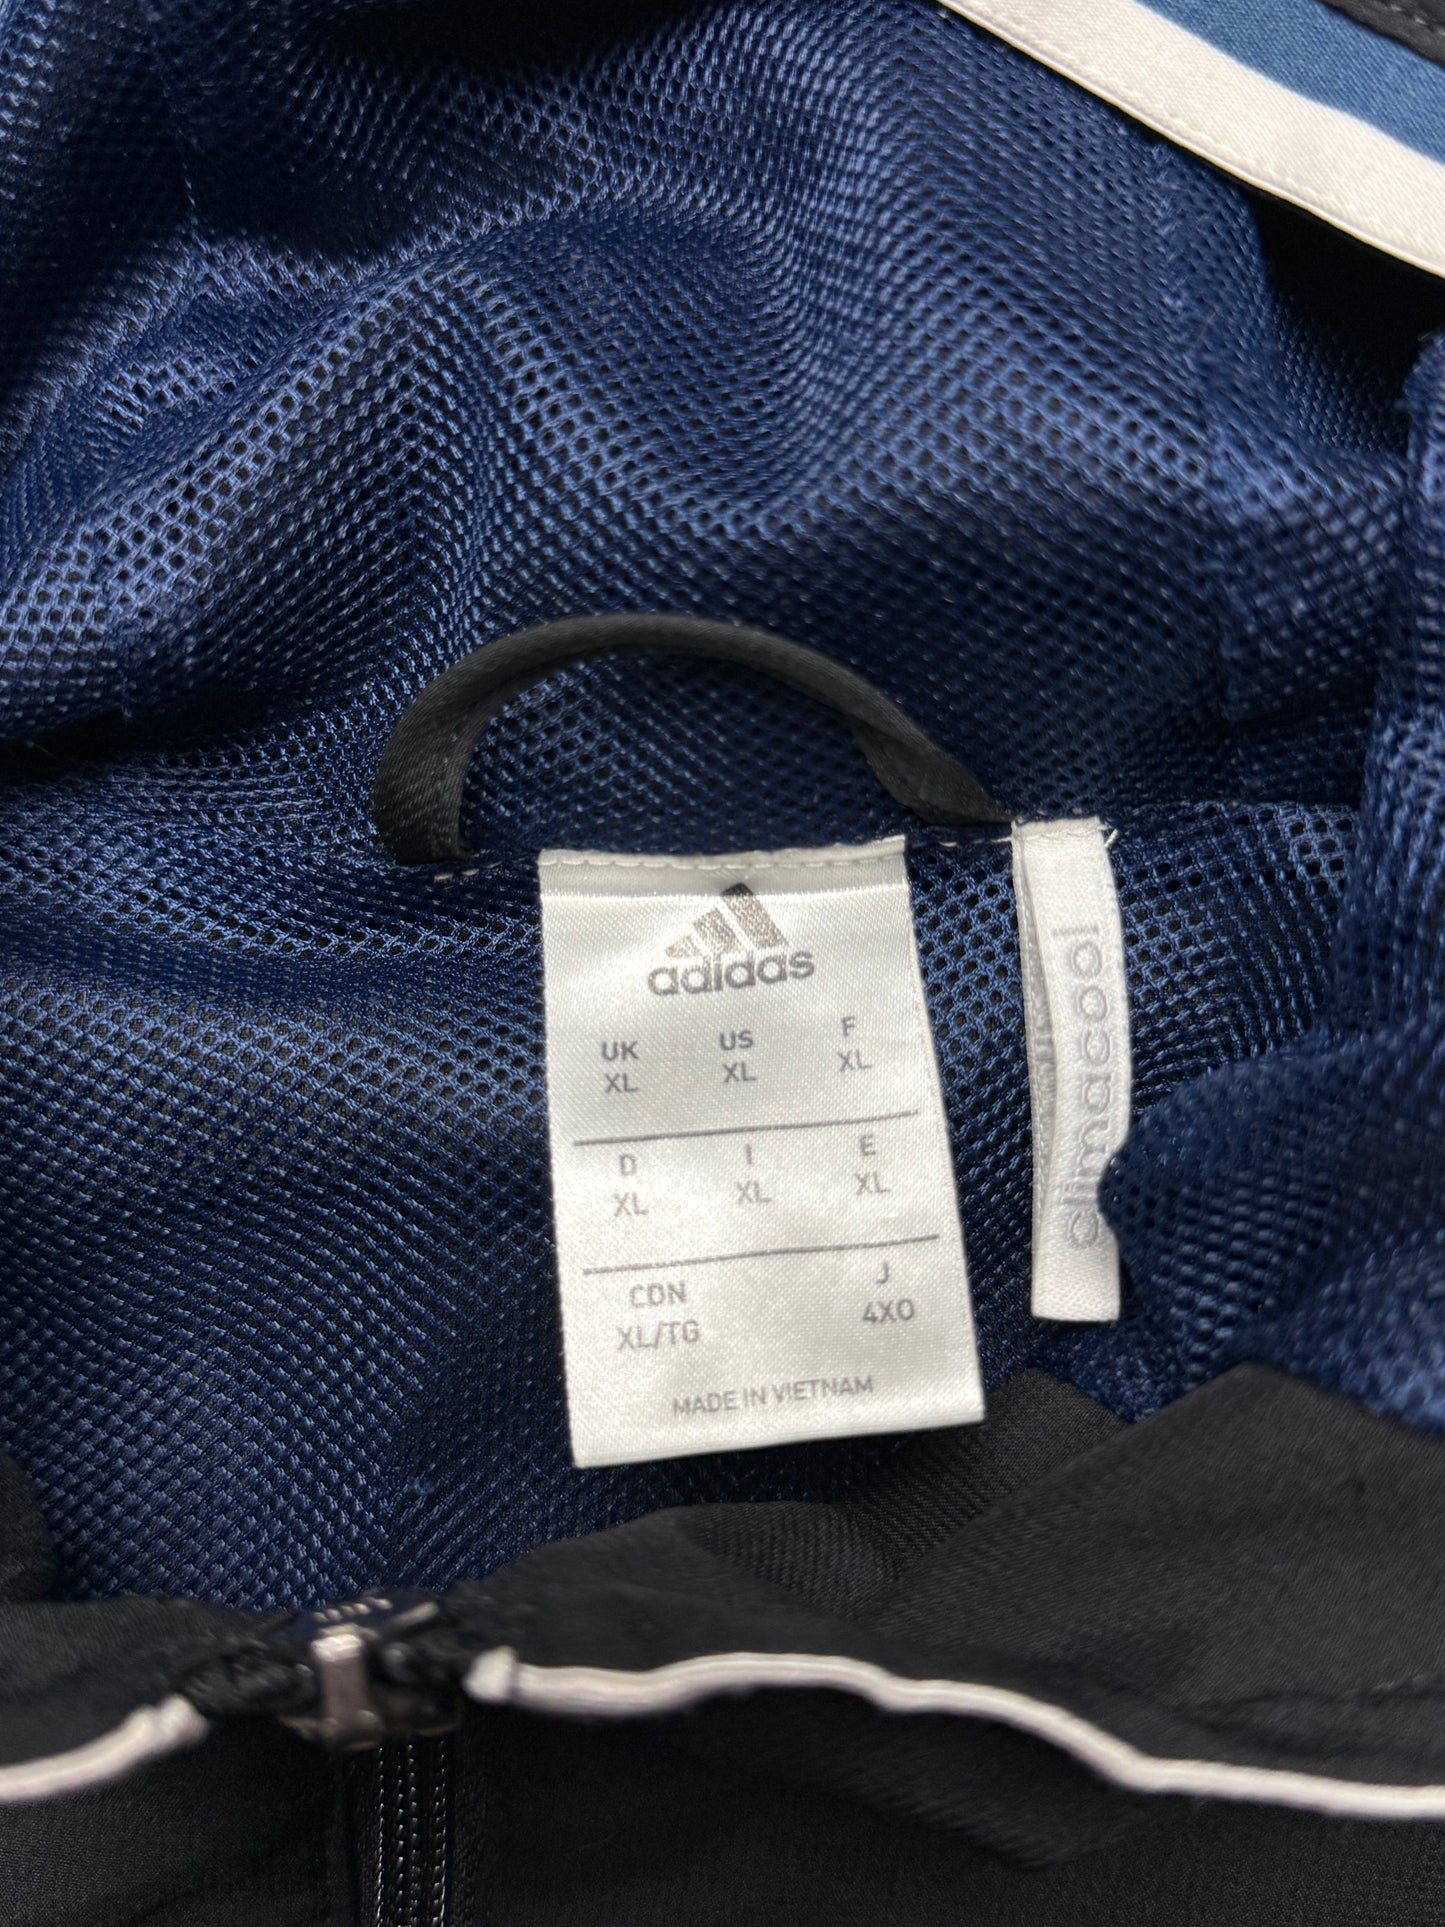 adidas
UK US F
XL XL XL
D I E
XL XL XL
CDN J
XL/TG 4XO
MADE IN VIETNAM
climacool